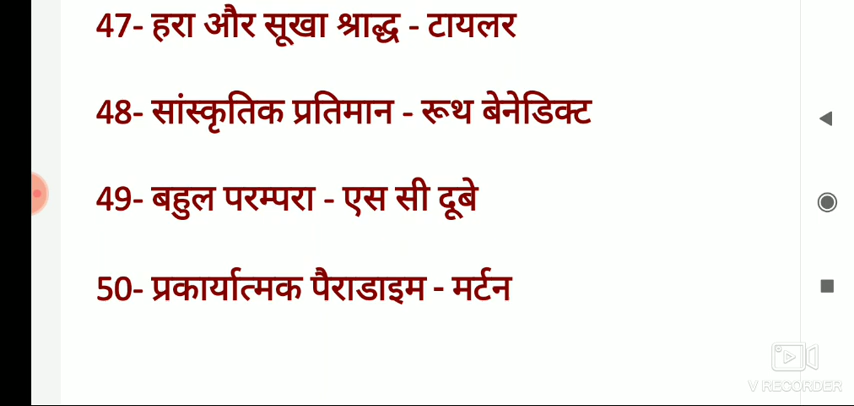 47- हरा और सूखा श्राद्ध - टायलर
48- सांस्कृतिक प्रतिमान - रूथ बेनेडिक्ट
49- बहुल परम्परा - एस सी दूबे
50- प्रकार्यात्मक पैराडाइम - मर्टन
V RECORDER